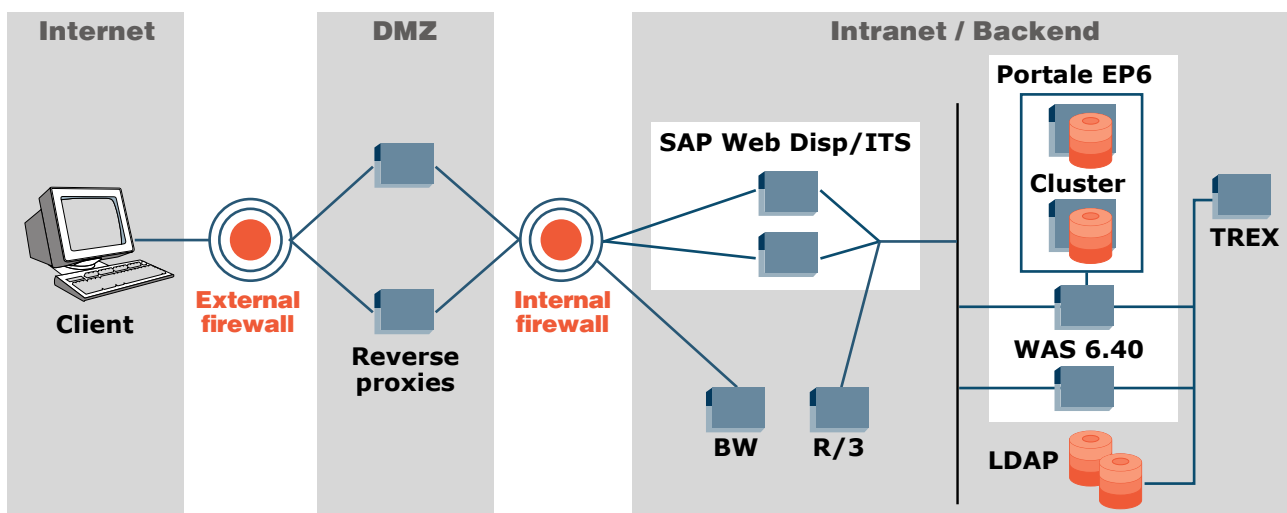 Internet
DMZ
Intranet / Backend
Portale EP6
SAP Web Disp/ITS
Cluster
TREX
External
firewall
Internal
firewall
Client
Reverse
proxies
WAS 6.40
BW
R/3
LDAP